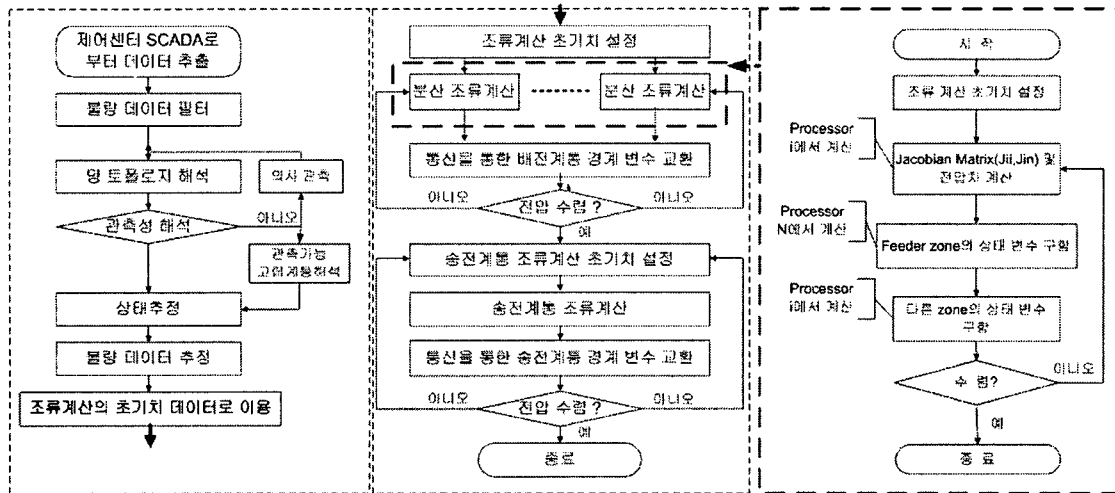 제어센터 SCADA로
부터 데이터 추출
불량 데이터 필터
망 토폴로지 해석
의사 관측
관측성 해석
아니오
관측가능
고립계통해석
상태추정
불량 데이터 추정
조류계산의 초기치 데이터로 이용
조류계산 초기치 설정
분산 조류계산
분산 조류계산
통신을 통한 배전계통 경계 변수 교환
아니오
전압 수렴 ?
아니오
예
송전계통 조류계산 초기치 설정
송전계통 조류계산
통신을 통한 송전계통 경계 변수 교환
아니오
전압 수렴 ?
아니오
예
종료
시 작
조류 계산 초기치 설정
Processor
i에서 계산
Jacobian Matrix(Jii,Jin) 및
전압치 계산
Processor
N에서 계산
Feeder zone의 상태 변수 구함
Processor
i에서 계산
다른 zone의 상태 변수
구함
수 렴?
아니오
예
종 료